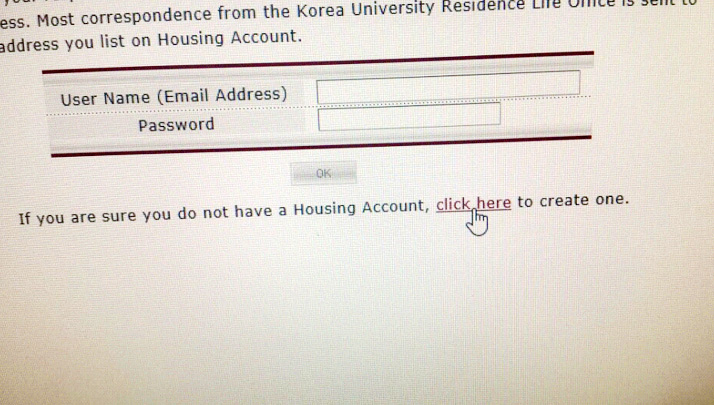 ess. Most correspondence from the Korea University Residence Life Office is sent to
address you list on Housing Account.
User Name (Email Address)
Password
OK
If you are sure you do not have a Housing Account, click here to create one.